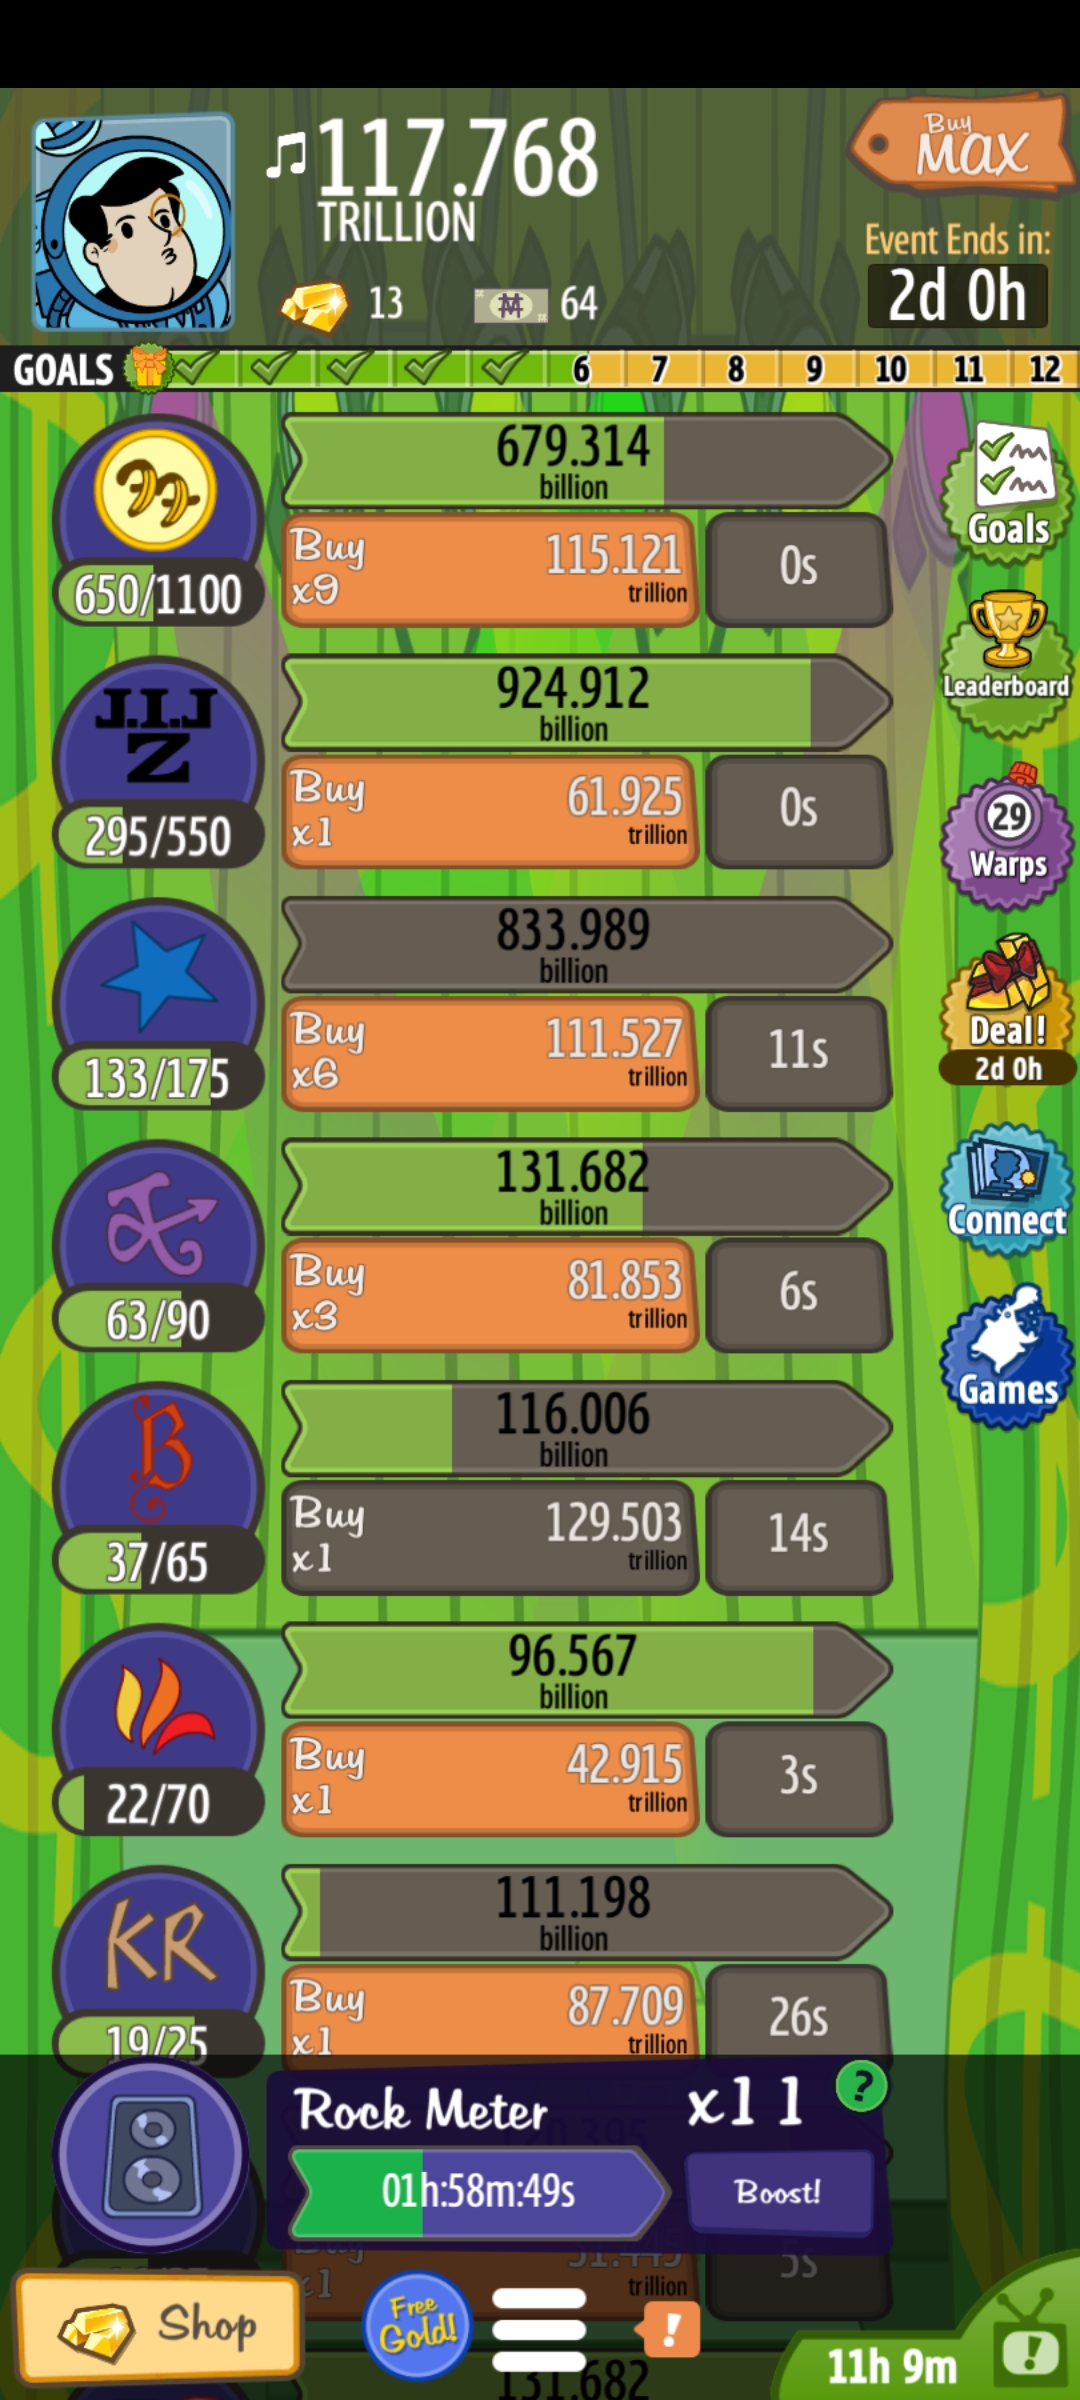 117.768
TRILLION
13
64
Buy
MAX
Event Ends in:
2d 0h
GOALS
6 7 8 9 10 11 12
679.314
billion
650/1100
Buy
x9
115.121
trillion
0s
Goals
J.I.J
Z
924.912
billion
295/550
Buy
x1
61.925
trillion
0s
Leaderboard
29
Warps
833.989
billion
133/175
Buy
x6
111.527
trillion
11s
Deal!
2d 0h
131.682
billion
63/90
Buy
x3
81.853
trillion
6s
Connect
B
116.006
billion
37/65
Buy
x1
129.503
trillion
14s
Games
96.567
billion
22/70
Buy
x1
42.915
trillion
3s
KR
111.198
billion
19/25
Buy
x1
87.709
trillion
26s
Rock Meter
x11
?
01h:58m:49s
Boost!
Buy
x1
51.445
trillion
5s
Shop
Free
Gold!
!
131.682
11h 9m
!